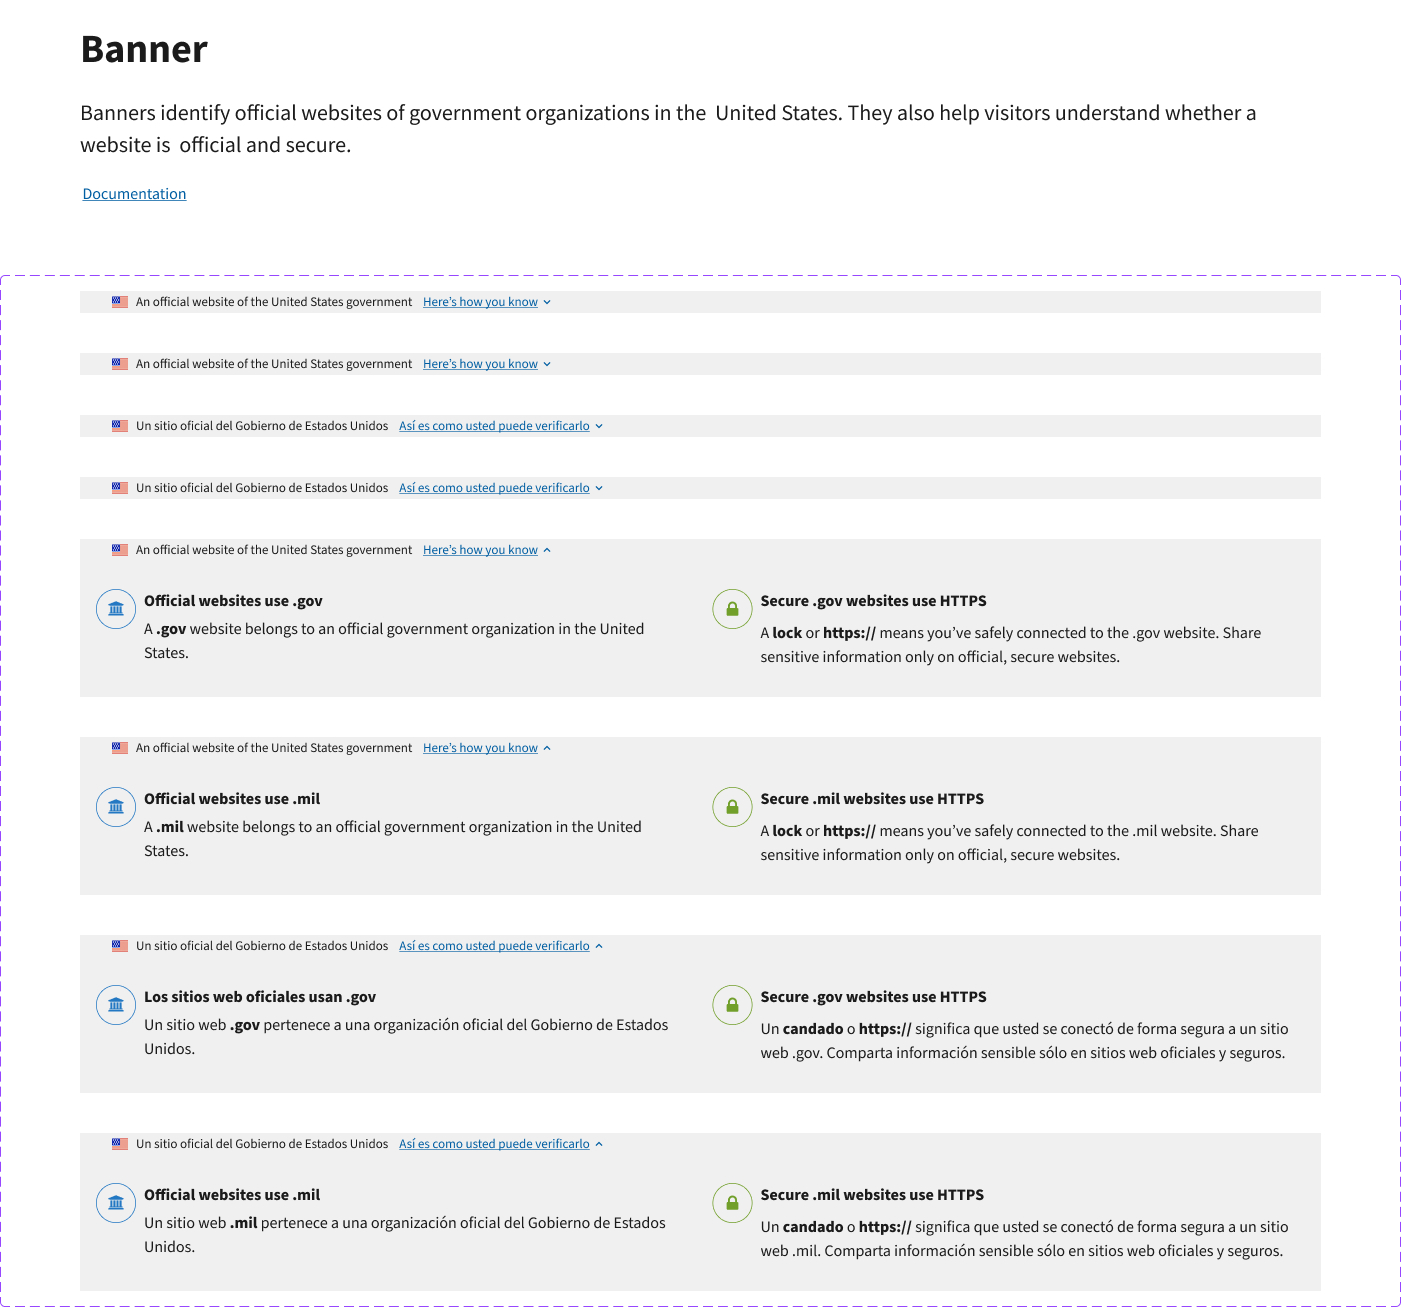 Banner
Banners identify official websites of government organizations in the  United States. They also help visitors understand whether a
website is  official and secure.
Documentation
An official website of the United States government Here’s how you know
An official website of the United States government Here’s how you know
Un sitio oficial del Gobierno de Estados Unidos Así es como usted puede verificarlo
Un sitio oficial del Gobierno de Estados Unidos Así es como usted puede verificarlo
An official website of the United States government Here’s how you know
Official websites use .gov
A .gov website belongs to an official government organization in the United
States.
Secure .gov websites use HTTPS
A lock or https:// means you’ve safely connected to the .gov website. Share
sensitive information only on official, secure websites.
An official website of the United States government Here’s how you know
Official websites use .mil
A .mil website belongs to an official government organization in the United
States.
Secure .mil websites use HTTPS
A lock or https:// means you’ve safely connected to the .mil website. Share
sensitive information only on official, secure websites.
Un sitio oficial del Gobierno de Estados Unidos Así es como usted puede verificarlo
Los sitios web oficiales usan .gov
Un sitio web .gov pertenece a una organización oficial del Gobierno de Estados
Unidos.
Secure .gov websites use HTTPS
Un candado o https:// significa que usted se conectó de forma segura a un sitio
web .gov. Comparta información sensible sólo en sitios web oficiales y seguros.
Un sitio oficial del Gobierno de Estados Unidos Así es como usted puede verificarlo
Official websites use .mil
Un sitio web .mil pertenece a una organización oficial del Gobierno de Estados
Unidos.
Secure .mil websites use HTTPS
Un candado o https:// significa que usted se conectó de forma segura a un sitio
web .mil. Comparta información sensible sólo en sitios web oficiales y seguros.